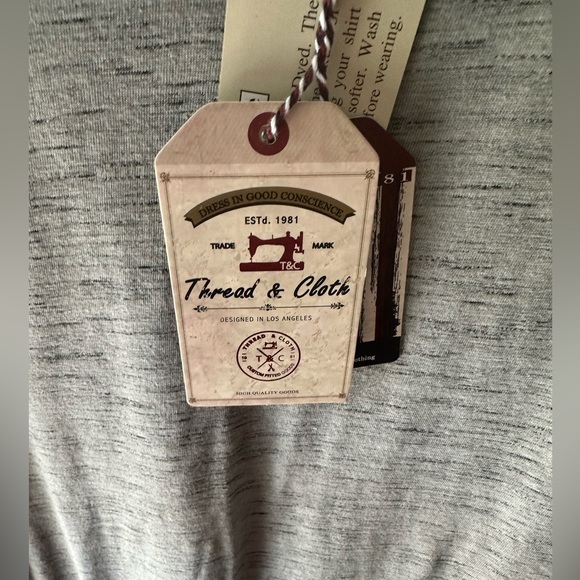 Dyed. The
g your shirt
softer. Wash
fore wearing.
DRESS IN GOOD CONSCIENCE
ESTd. 1981
TRADE MARK
T&C
Thread & Cloth
DESIGNED IN LOS ANGELES
THREAD & CLOTH
T & C
CUSTOM FITTED GOODS
HIGH QUALITY GOODS
81
othing